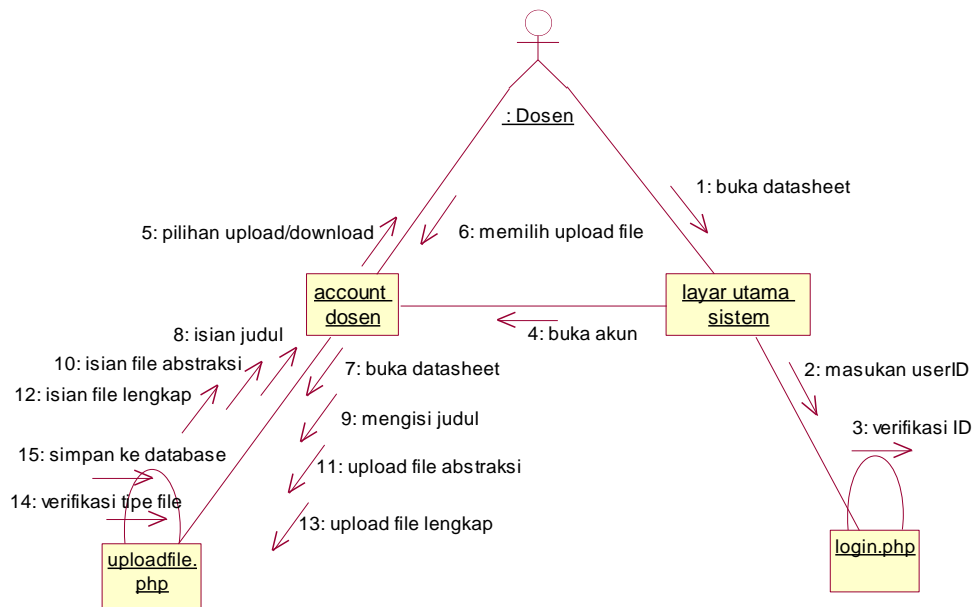 : Dosen
1: buka datasheet
5: pilihan upload/download
6: memilih upload file
account
dosen
layar utama
sistem
4: buka akun
8: isian judul
10: isian file abstraksi
12: isian file lengkap
7: buka datasheet
2: masukan userID
9: mengisi judul
3: verifikasi ID
15: simpan ke database
11: upload file abstraksi
14: verifikasi tipe file
13: upload file lengkap
uploadfile.
php
login.php